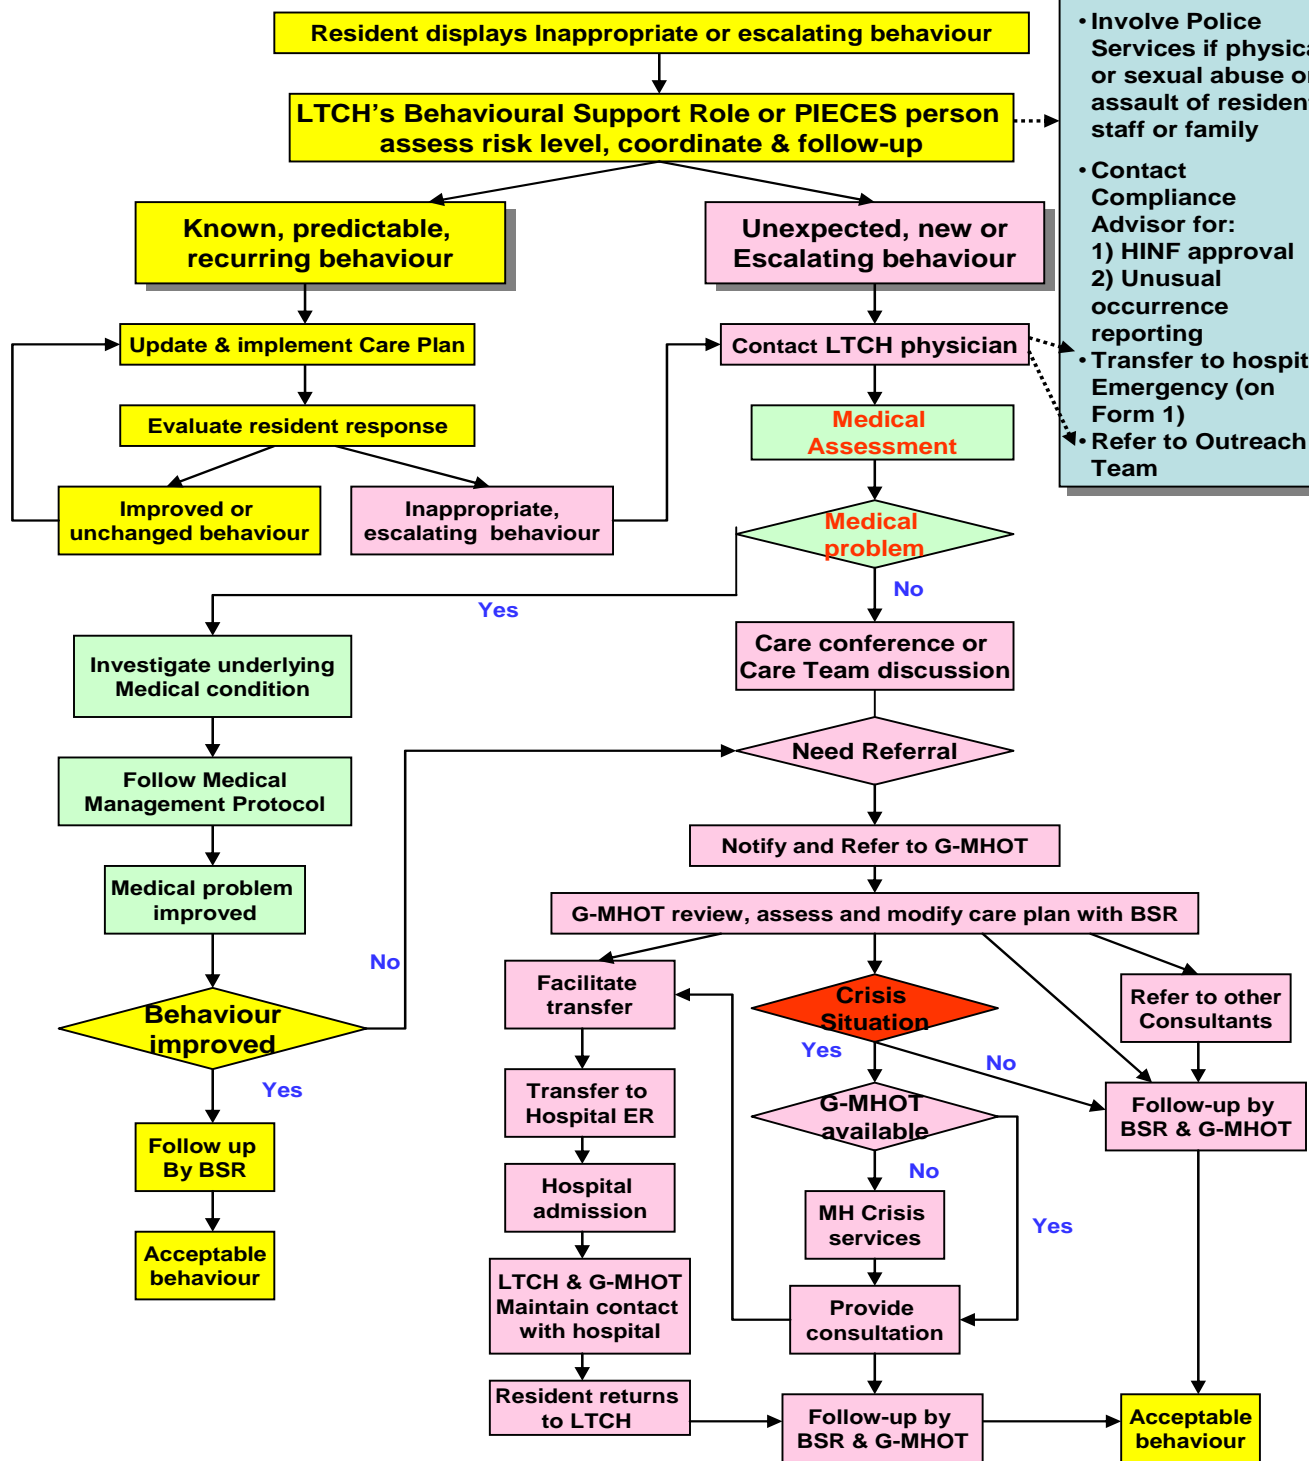 Resident displays Inappropriate or escalating behaviour
LTCH's Behavioural Support Role or PIECES person
assess risk level, coordinate & follow-up
• Involve Police
Services if
or sexual abuse
assault of
staff or family
• Contact
Compliance
Advisor for:
1) HINF approval
2) Unusual
occurrence
reporting
• Transfer to
Emergency (on
Form 1)
• Refer to Outreach
Team
Known, predictable,
recurring behaviour
Unexpected, new or
Escalating behaviour
Update & implement Care Plan
Contact LTCH physician
Evaluate resident response
Medical
Assessment
Improved or
unchanged behaviour
Inappropriate,
escalating behaviour
Medical
problem
No
Yes
Investigate underlying
Medical condition
Care conference or
Care Team discussion
Need Referral
Follow Medical
Management Protocol
Notify and Refer to G-MHOT
Medical problem
improved
G-MHOT review, assess and modify care plan with BSR
No
Facilitate
transfer
Crisis
Situation
Refer to other
Consultants
Behaviour
improved
Yes
No
Yes
Transfer to
Hospital ER
G-MHOT
available
Follow-up by
BSR & G-MHOT
Follow up
By BSR
No
Hospital
admission
MH Crisis
services
Yes
Acceptable
behaviour
LTCH & G-MHOT
Maintain contact
with hospital
Provide
consultation
Resident returns
to LTCH
Follow-up by
BSR & G-MHOT
Acceptable
behaviour